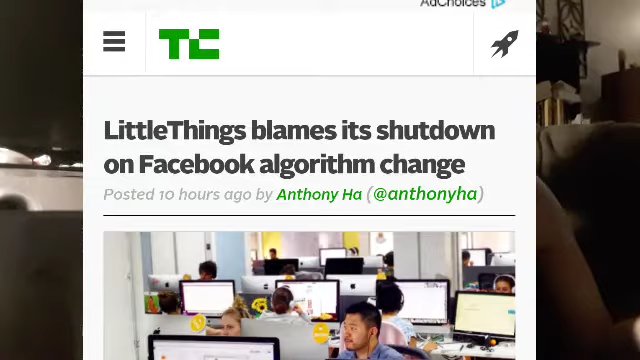 AdChoices
TC
LittleThings blames its shutdown
on Facebook algorithm change
Posted 10 hours ago by Anthony Ha (@anthonyha)